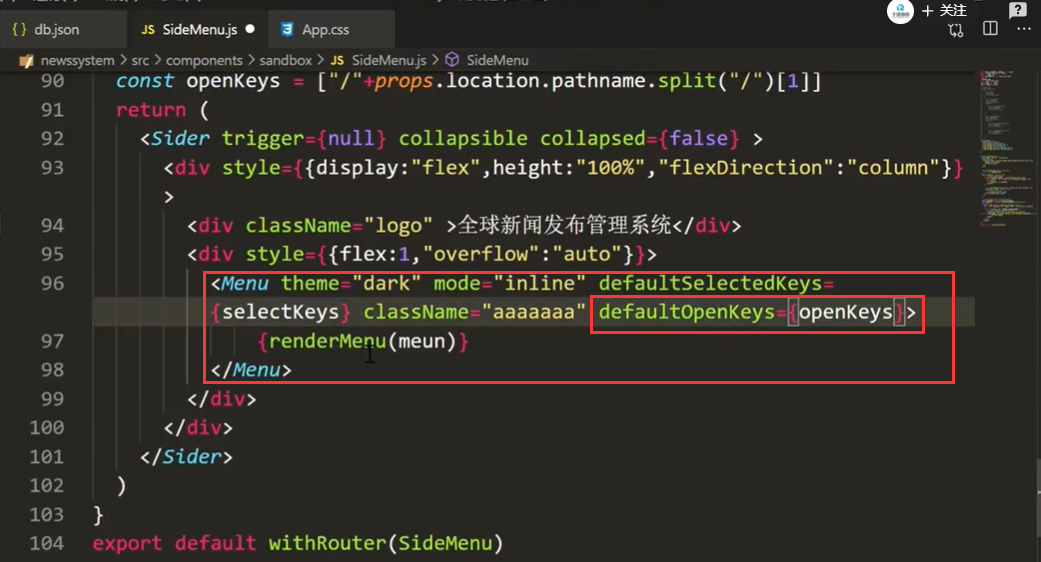 + 关注
{ } db.json
JS SideMenu.js ●
App.css
newssystem > src > components > sandbox > JS SideMenu.js > SideMenu
90 const openKeys = ["/"+props.location.pathname.split("/")[1]]
91 return (
92 <Sider trigger={null} collapsible collapsed={false} >
93 <div style={{display:"flex",height:"100%","flexDirection":"column"}}
>
94 <div className="logo" >全球新闻发布管理系统</div>
95 <div style={{flex:1,"overflow":"auto"}}>
96 <Menu theme="dark" mode="inline" defaultSelectedKeys=
{selectKeys} className="aaaaaaa" defaultOpenKeys={openKeys}>
97 {renderMenu(meun)}
98 </Menu>
99 </div>
100 </div>
101 </Sider>
102 )
103 }
104 export default withRouter(SideMenu)